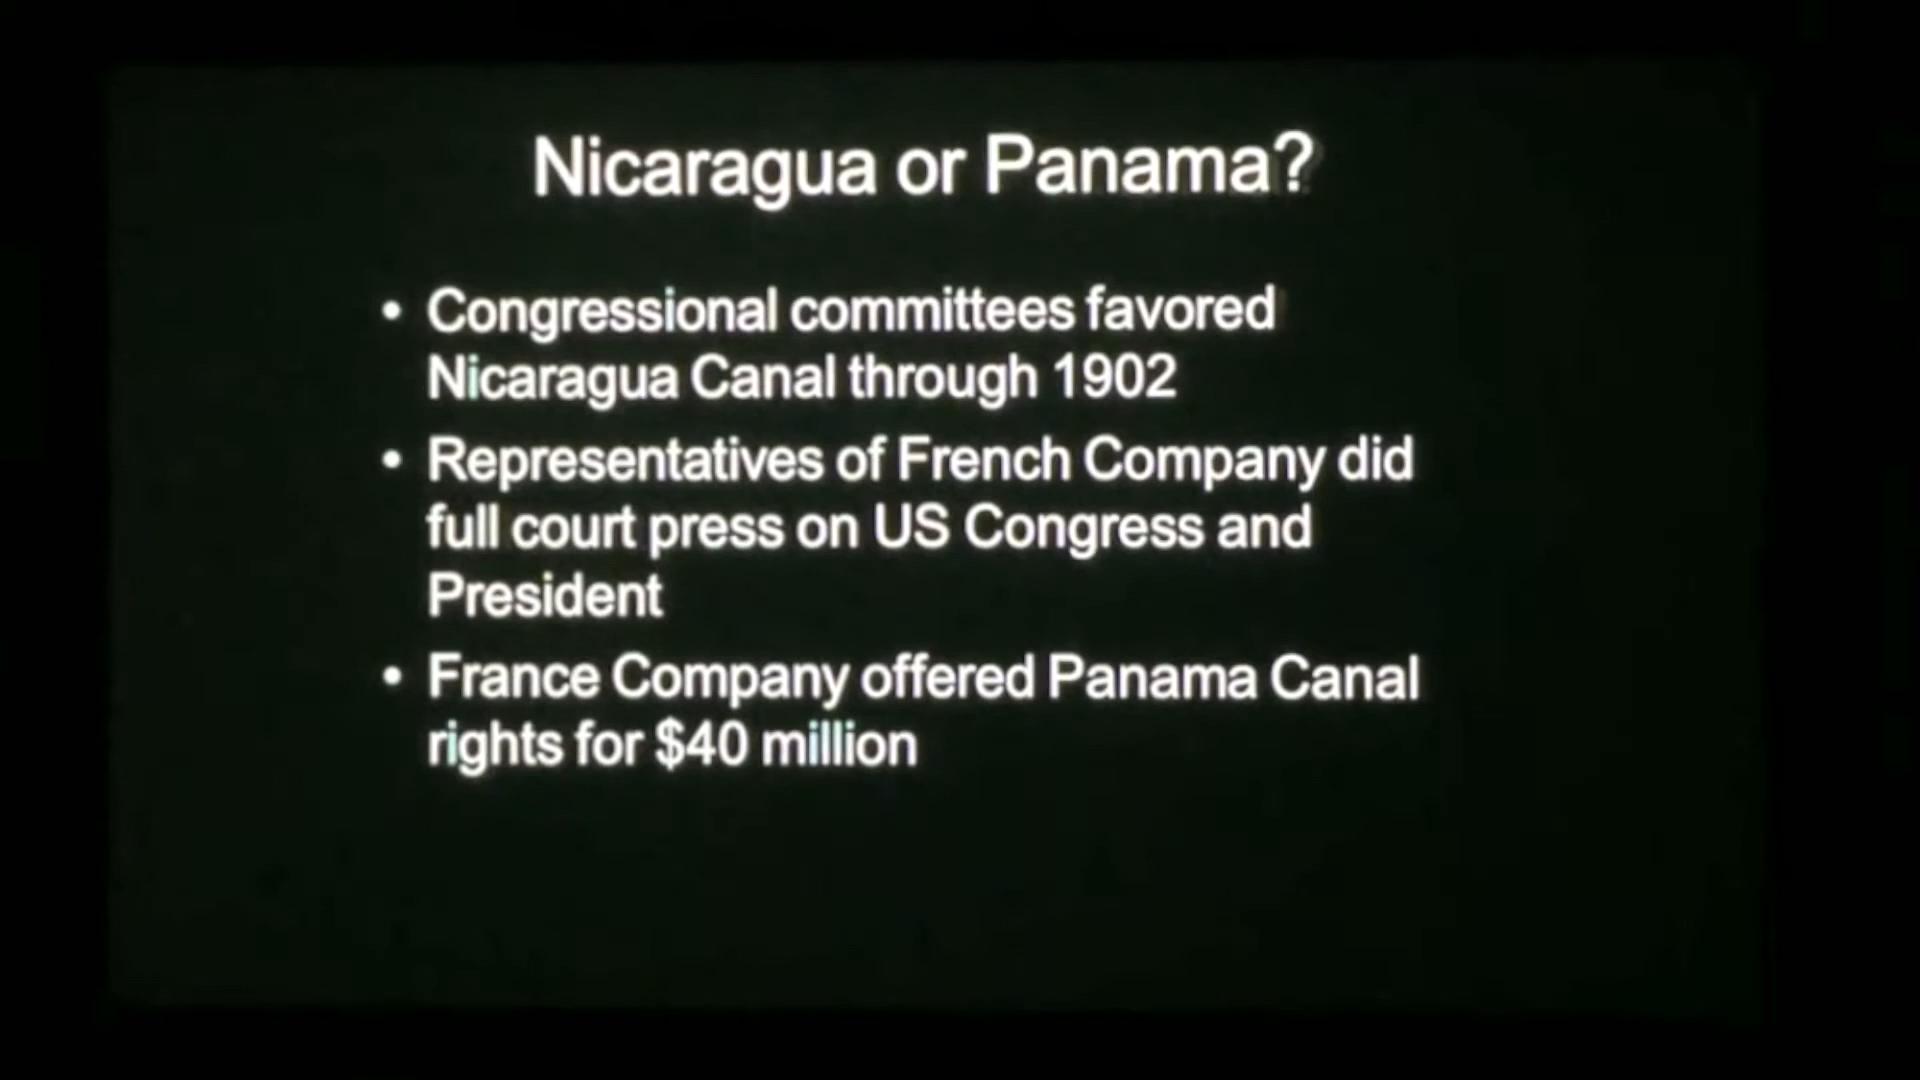 Nicaragua or Panama?
• Congressional committees favored
Nicaragua Canal through 1902
• Representatives of French Company did
full court press on US Congress and
President
• France Company offered Panama Canal
rights for $40 million